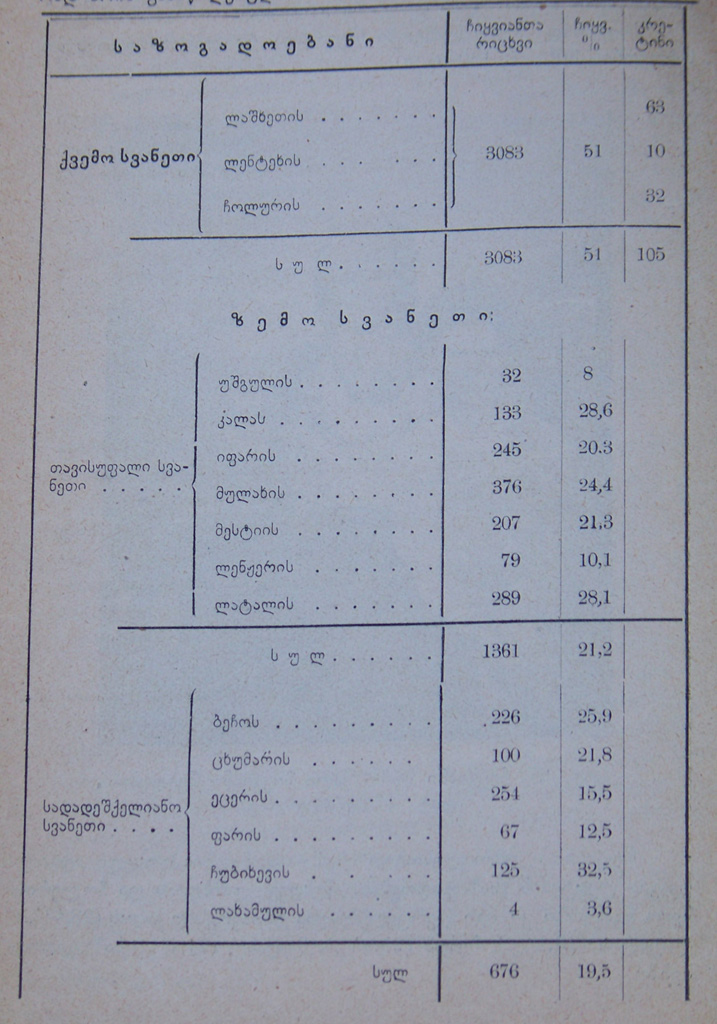 საზოგადოებანი ჩიყვიანთა რიცხვი ჩიყვ. % კრე-ტინი
ლაშხეთის . . . . . . . 63
ქვემო სვანეთი ლენტეხის . . . . . . 3083 51 10
ჩოლურის . . . . . . . 32
სულ . . . . . . 3083 51 105
ზემო სვანეთი:
უშგულის . . . . . . . . 32 8
კალას . . . . . . . . . 133 28,6
იფარის . . . . . . . . 245 20.3
თავისუფალი სვა-
ნეთი . . . . . მულახის . . . . . . . . 376 24,4
მესტიის . . . . . . . . 207 21,3
ლენჯერის . . . . . . . 79 10,1
ლატალის . . . . . . . 289 28,1
სულ . . . . . . 1361 21,2
ბეჩოს . . . . . . . . . 226 25,9
ცხუმარის . . . . . . 100 21,8
ეცერის . . . . . . . . . 254 15,5
სადადეშქელიანო
სვანეთი . . . .
ფარის . . . . . . . . . 67 12,5
ჩუბიხევის . . . . . 125 32,5
ლახამულის . . . . . . 4 3,6
სულ 676 19,5